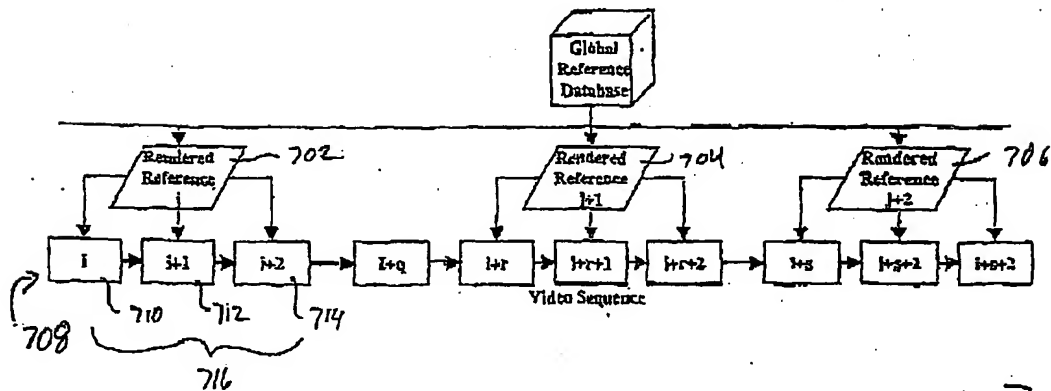 Global
Reference
Database
Rendered
Reference
702
Rendered
Reference
j+1
704
Rendered
Reference
j+2
706
i
i+1
i+2
i+q
i+r
i+r+1
i+r+2
i+s
i+s+2
i+s+2
Video Sequence
708
710
712
714
716